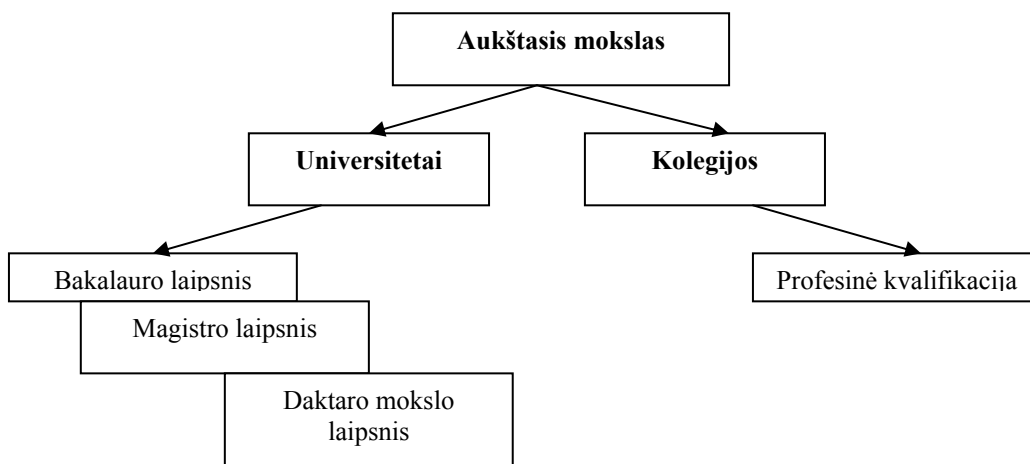 Aukštasis mokslas
Universitetai
Kolegijos
Bakalauro laipsnis
Profesinė kvalifikacija
Magistro laipsnis
Daktaro mokslo
laipsnis